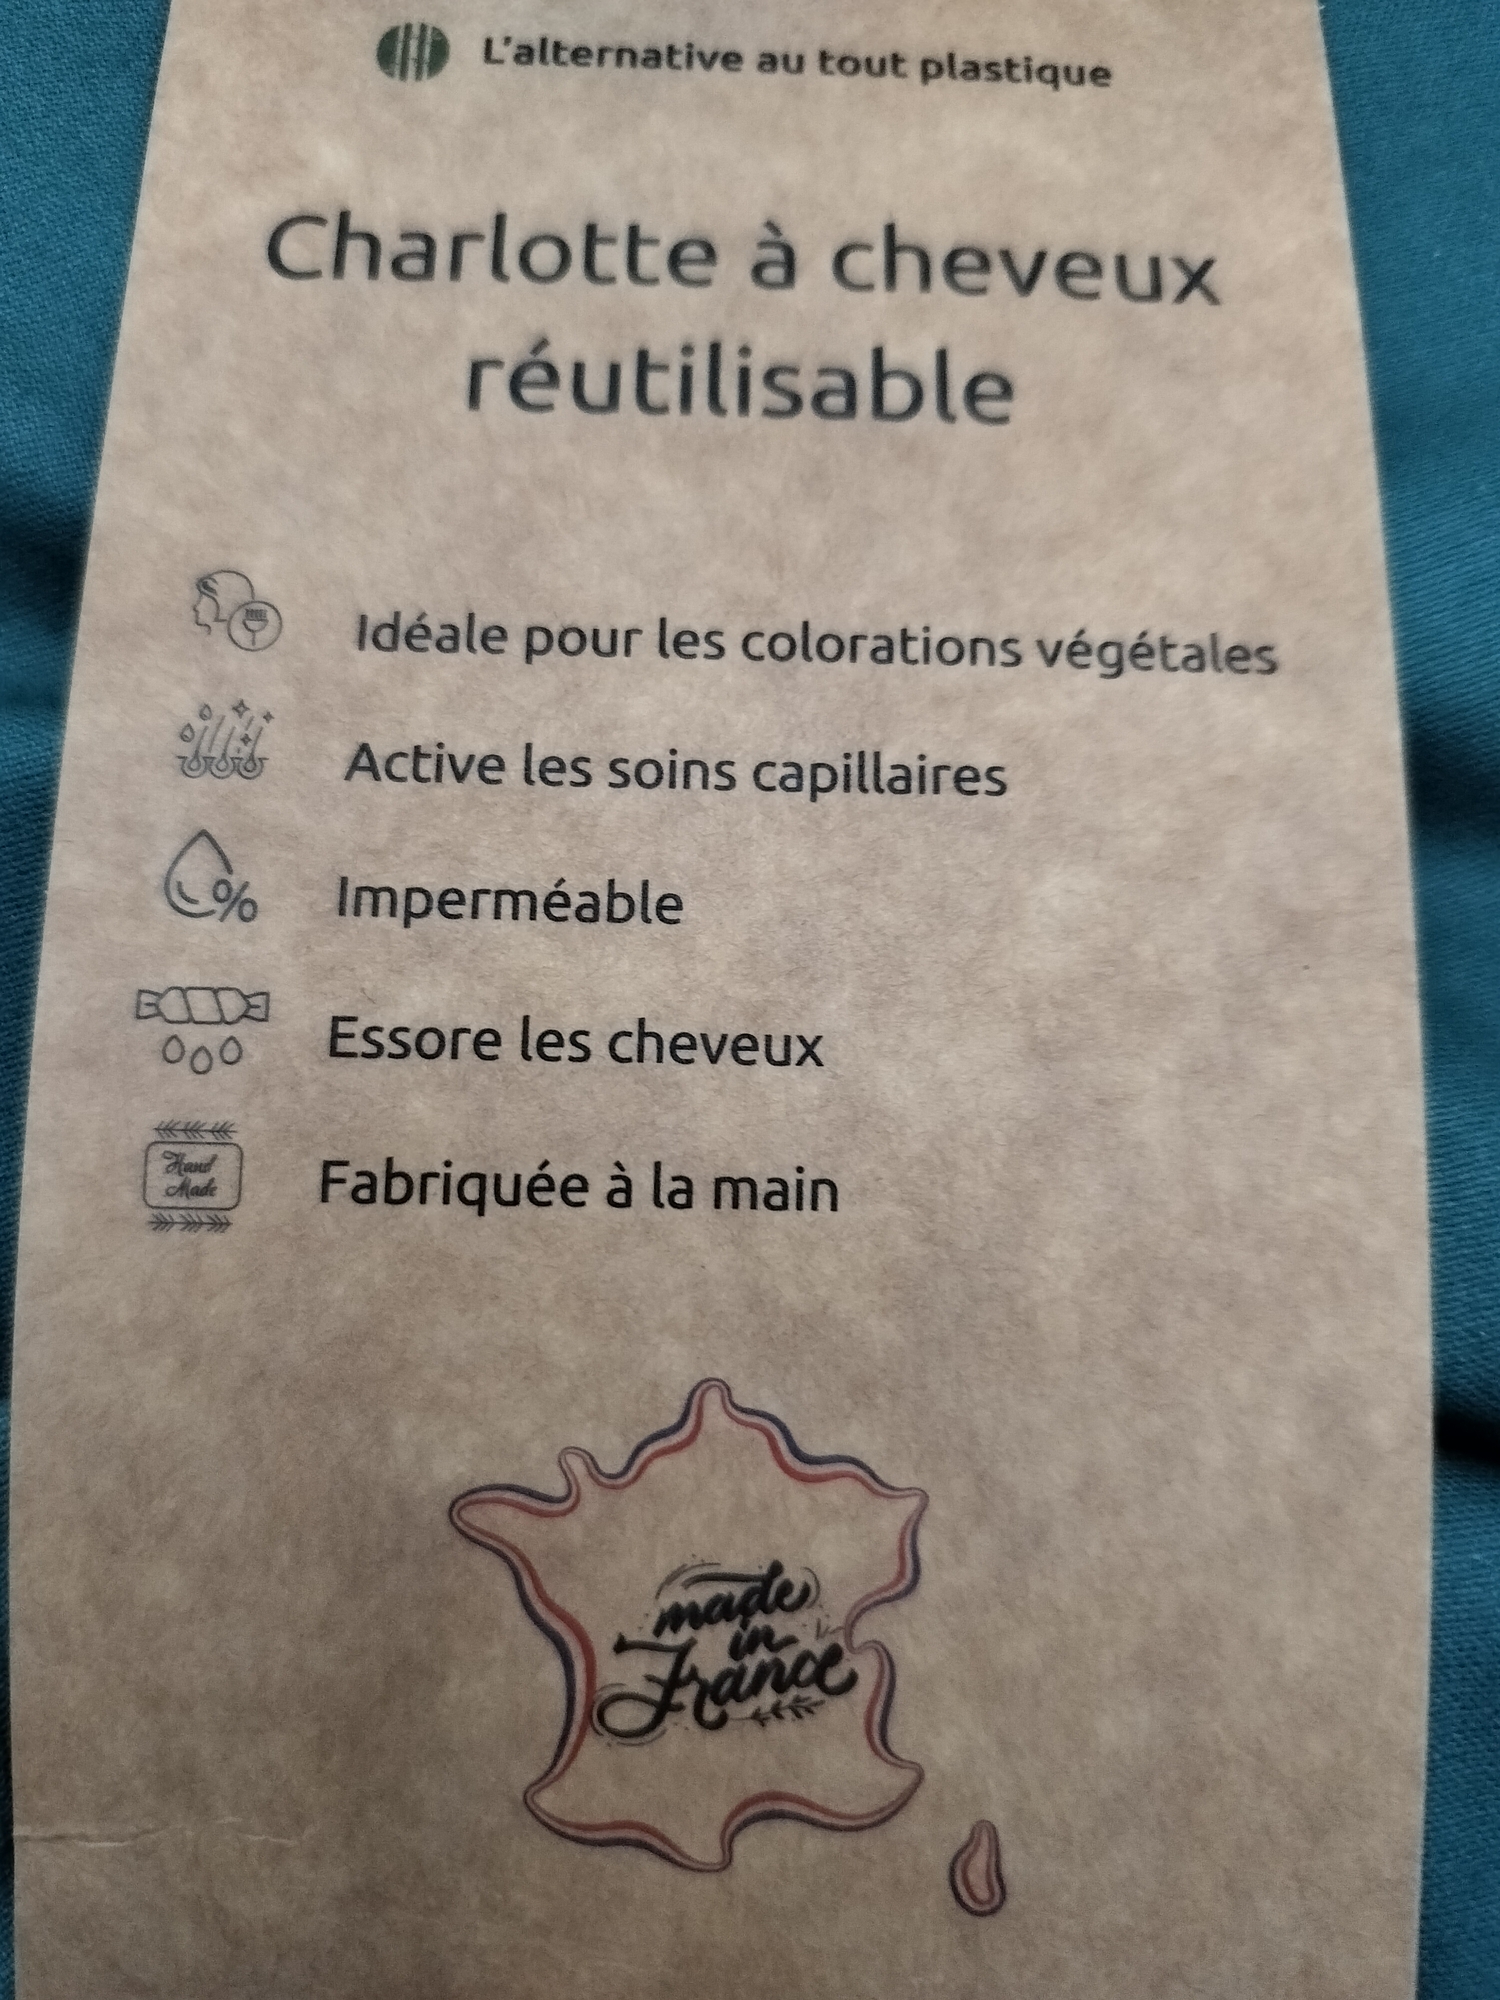 L'alternative au tout plastique
Charlotte à cheveux
réutilisable
Idéale pour les colorations végétales
Active les soins capillaires
%
Imperméable
Essore les cheveux
Hand
Made
Fabriquée à la main
made
in
France